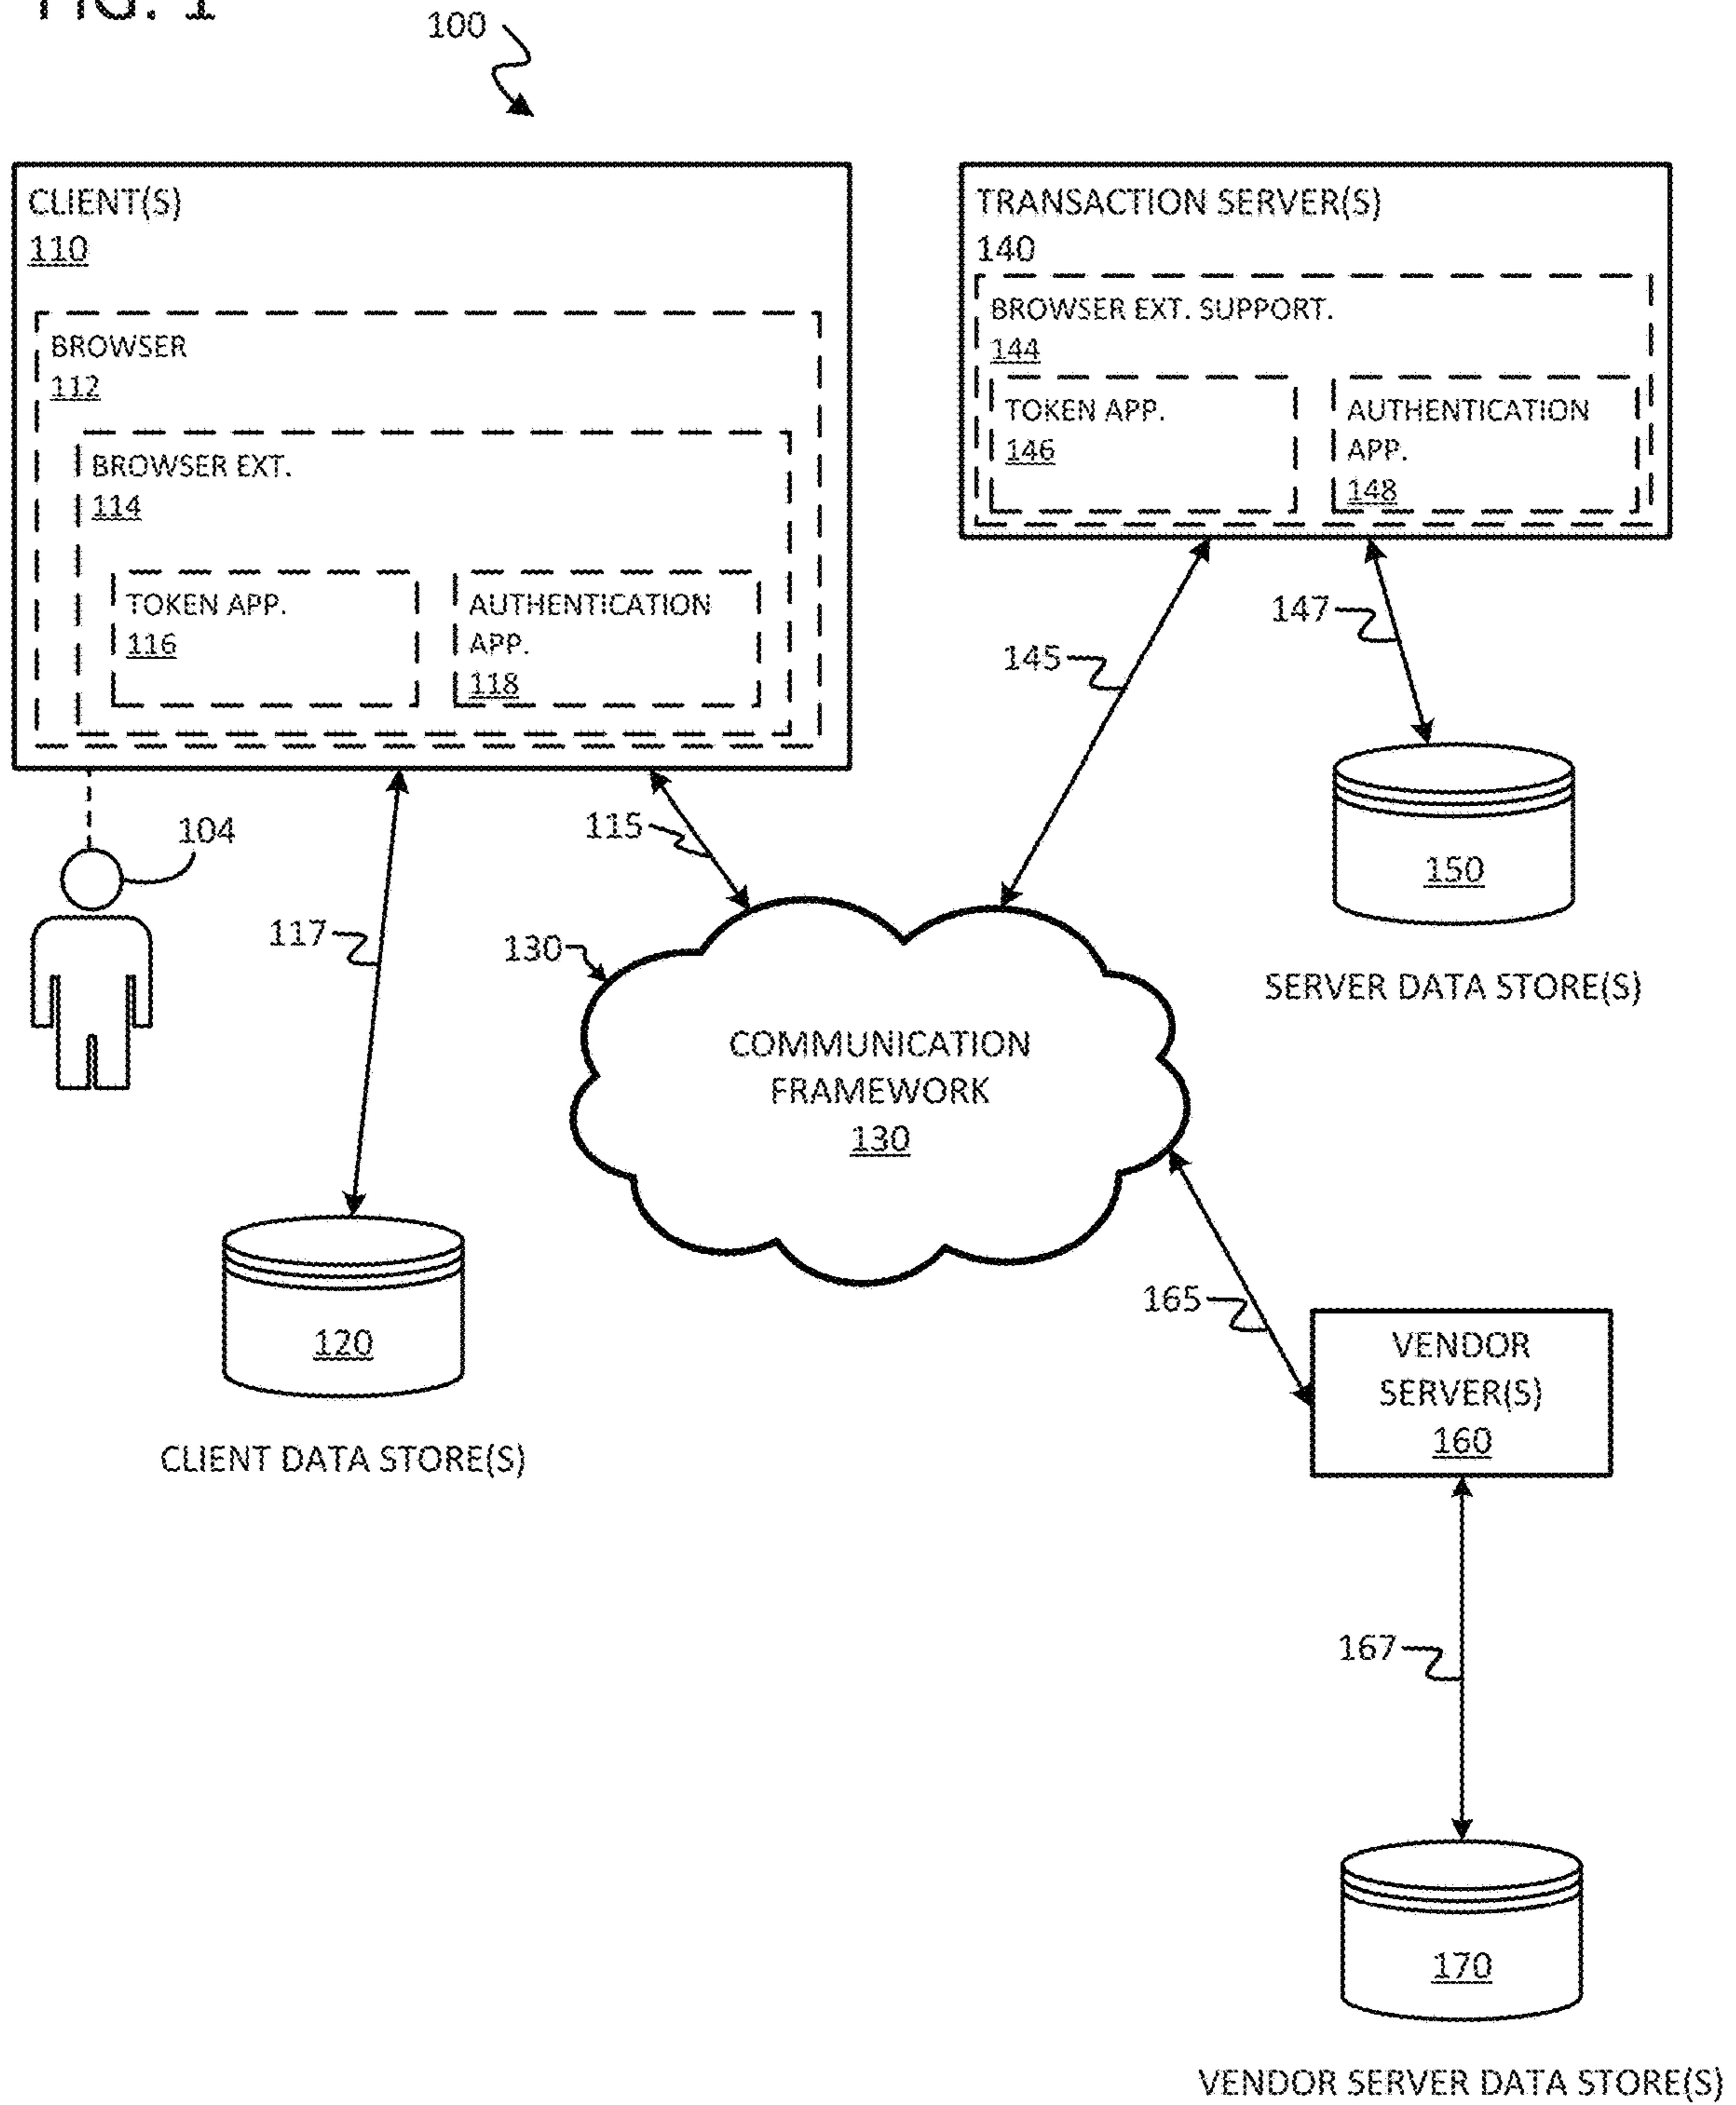 FIG. 1
100
CLIENT(S)
110
BROWSER
112
BROWSER EXT.
114
TOKEN APP.
116
AUTHENTICATION
APP.
118
TRANSACTION SERVER(S)
140
BROWSER EXT. SUPPORT.
144
TOKEN APP.
146
AUTHENTICATION
APP.
148
104
117
115
145
147
150
SERVER DATA STORE(S)
130
COMMUNICATION
FRAMEWORK
130
120
CLIENT DATA STORE(S)
165
VENDOR
SERVER(S)
160
167
170
VENDOR SERVER DATA STORE(S)